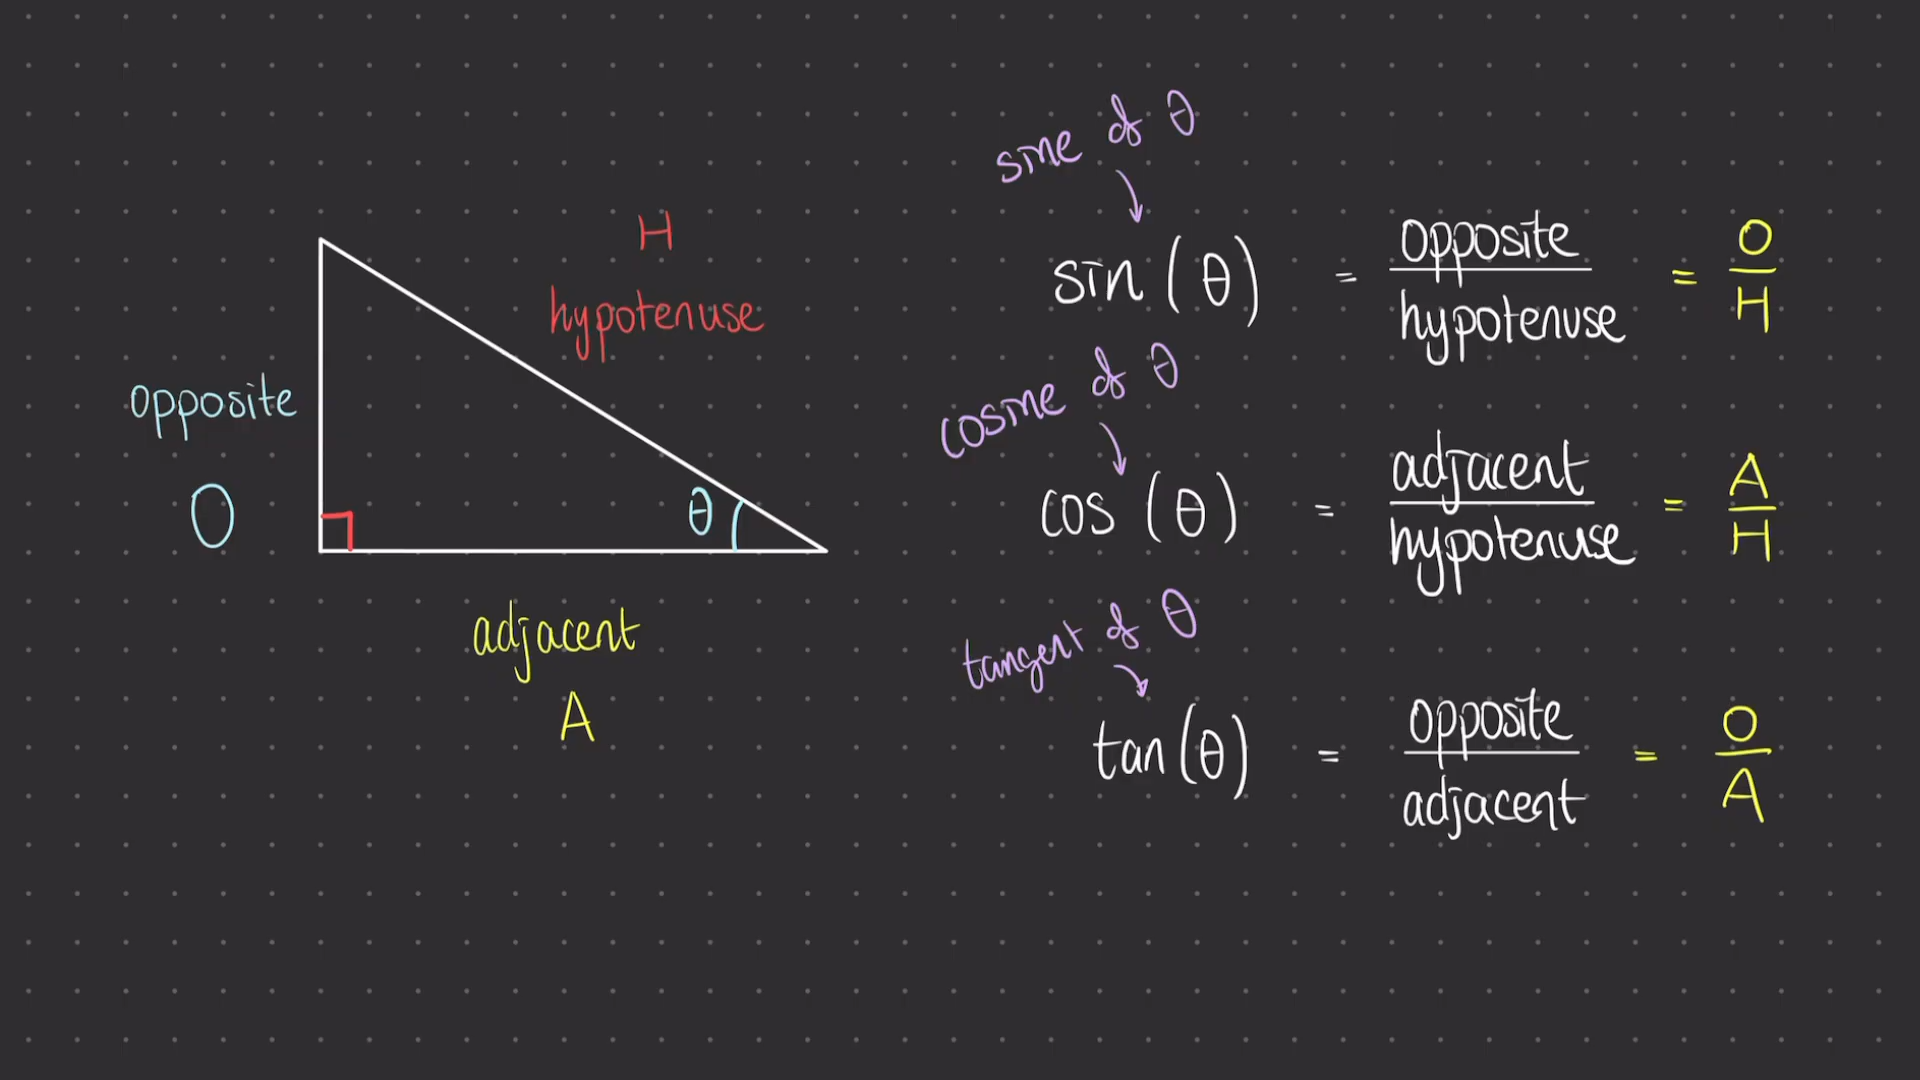 H
hypotenuse
opposite
O
θ
adjacent
A
sine of θ
sin (θ) = opposite / hypotenuse = O / H
cosine of θ
cos (θ) = adjacent / hypotenuse = A / H
tangent of θ
tan (θ) = opposite / adjacent = O / A